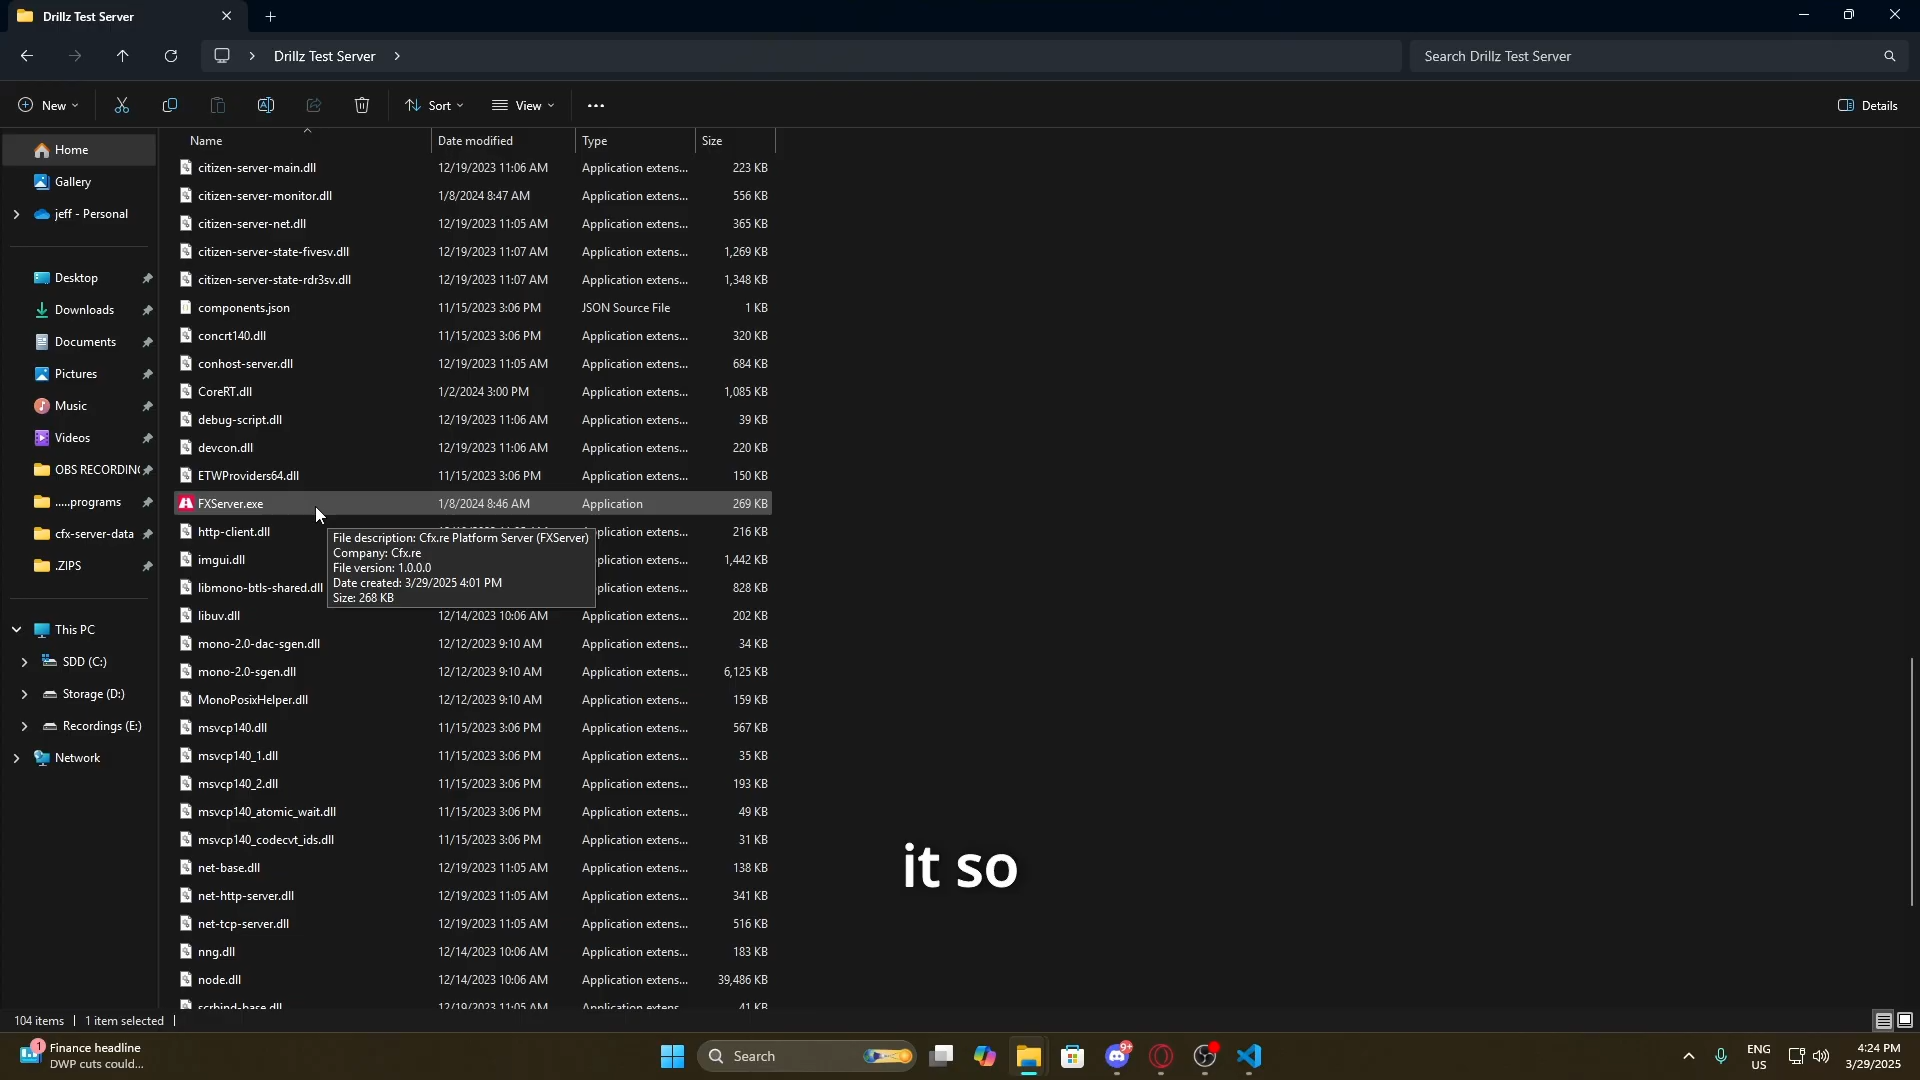 Drillz Test Server
Drillz Test Server
Search Drillz Test Server
New
Sort
View
Details
Home
Gallery
jeff - Personal
Desktop
Downloads
Documents
Pictures
Music
Videos
OBS RECORDING
.....programs
cfx-server-data
.ZIPS
This PC
SDD (C:)
Storage (D:)
Recordings (E:)
Network
Name Date modified Type Size
citizen-server-main.dll 12/19/2023 11:06 AM Application extens... 223 KB
citizen-server-monitor.dll 1/8/2024 8:47 AM Application extens... 556 KB
citizen-server-net.dll 12/19/2023 11:05 AM Application extens... 365 KB
citizen-server-state-fivesv.dll 12/19/2023 11:07 AM Application extens... 1,269 KB
citizen-server-state-rdr3sv.dll 12/19/2023 11:07 AM Application extens... 1,348 KB
components.json 11/15/2023 3:06 PM JSON Source File 1 KB
concrt140.dll 11/15/2023 3:06 PM Application extens... 320 KB
conhost-server.dll 12/19/2023 11:05 AM Application extens... 684 KB
CoreRT.dll 1/2/2024 3:00 PM Application extens... 1,085 KB
debug-script.dll 12/19/2023 11:06 AM Application extens... 39 KB
devcon.dll 12/19/2023 11:06 AM Application extens... 220 KB
ETWProviders64.dll 11/15/2023 3:06 PM Application extens... 150 KB
FXServer.exe 1/8/2024 8:46 AM Application 269 KB
http-client.dll plication extens... 216 KB
imgui.dll plication extens... 1,442 KB
libmono-btls-shared.dll plication extens... 828 KB
File description: Cfx.re Platform Server (FXServer)
Company: Cfx.re
File version: 1.0.0.0
Date created: 3/29/2025 4:01 PM
Size: 268 KB
libuv.dll 12/14/2023 10:06 AM Application extens... 202 KB
mono-2.0-dac-sgen.dll 12/12/2023 9:10 AM Application extens... 34 KB
mono-2.0-sgen.dll 12/12/2023 9:10 AM Application extens... 6,125 KB
MonoPosixHelper.dll 12/12/2023 9:10 AM Application extens... 159 KB
msvcp140.dll 11/15/2023 3:06 PM Application extens... 567 KB
msvcp140_1.dll 11/15/2023 3:06 PM Application extens... 35 KB
msvcp140_2.dll 11/15/2023 3:06 PM Application extens... 193 KB
msvcp140_atomic_wait.dll 11/15/2023 3:06 PM Application extens... 49 KB
msvcp140_codecvt_ids.dll 11/15/2023 3:06 PM Application extens... 31 KB
net-base.dll 12/19/2023 11:05 AM Application extens... 138 KB
net-http-server.dll 12/19/2023 11:05 AM Application extens... 341 KB
net-tcp-server.dll 12/19/2023 11:05 AM Application extens... 516 KB
nng.dll 12/14/2023 10:06 AM Application extens... 183 KB
node.dll 12/14/2023 10:06 AM Application extens... 39,486 KB
scrbind-base.dll 12/19/2023 11:05 AM Application extens... 41 KB
it so
104 items 1 item selected
1
Finance headline
DWP cuts could...
Search
9+
ENG
US
4:24 PM
3/29/2025